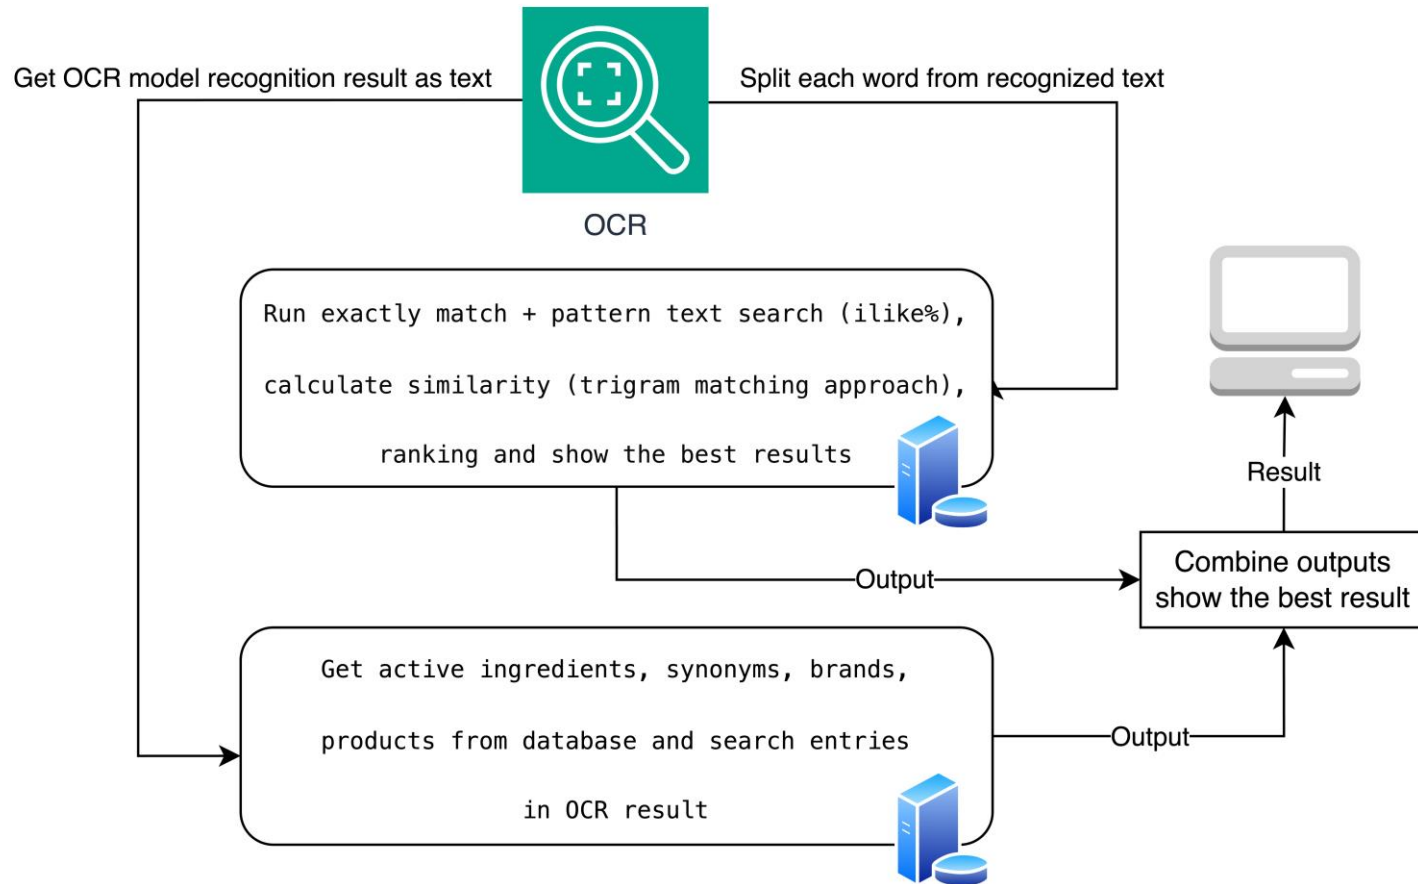 Get OCR model recognition result as text
Split each word from recognized text
OCR
Run exactly match + pattern text search (ilike%),
calculate similarity (trigram matching approach),
ranking and show the best results
Result
Output
Combine outputs
show the best result
Get active ingredients, synonyms, brands,
products from database and search entries
in OCR result
Output